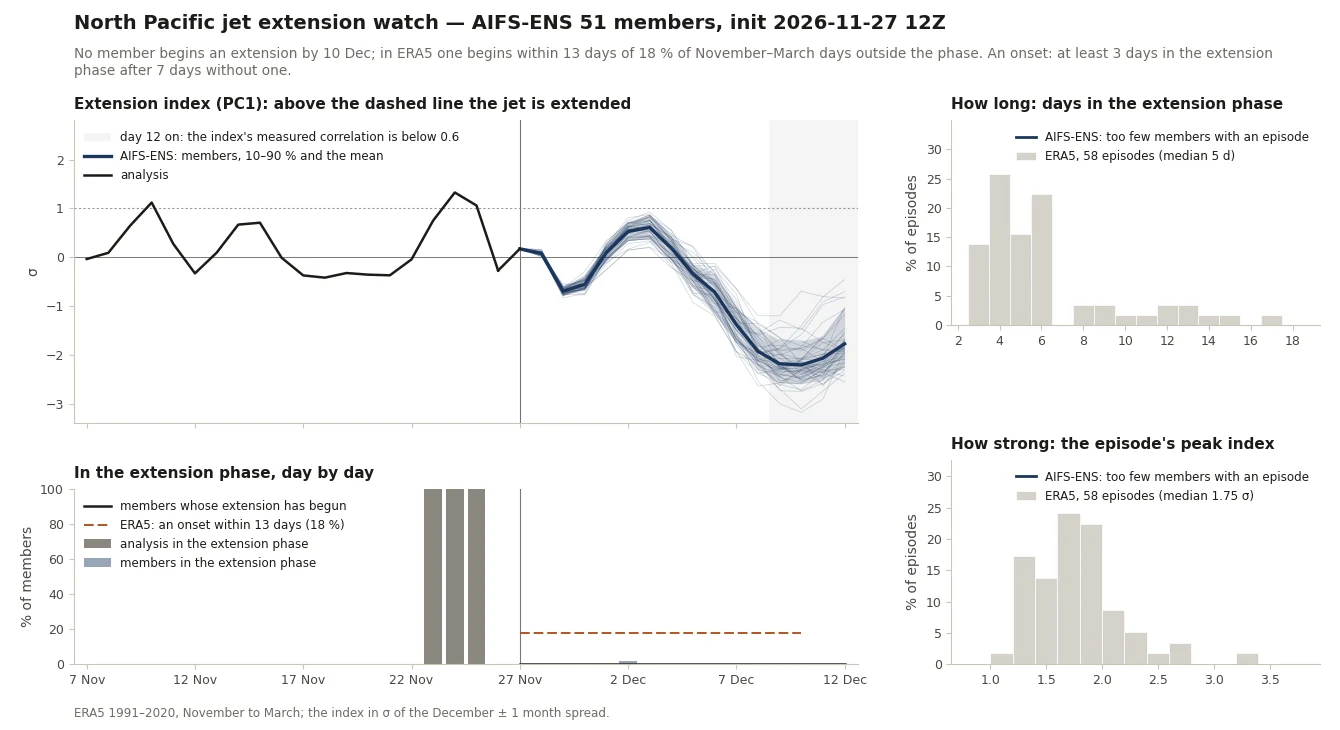 North Pacific jet extension watch — AIFS-ENS 51 members, init 2026-11-27 12Z
No member begins an extension by 10 Dec; in ERA5 one begins within 13 days of 18 % of November–March days outside the phase. An onset: at least 3 days in the extension
phase after 7 days without one.
Extension index (PC1): above the dashed line the jet is extended
day 12 on: the index's measured correlation is below 0.6
AIFS-ENS: members, 10–90 % and the mean
analysis
2
1
0
−1
−2
−3
σ
How long: days in the extension phase
AIFS-ENS: too few members with an episode
ERA5, 58 episodes (median 5 d)
30
25
20
15
10
5
0
% of episodes
2 4 6 8 10 12 14 16 18
In the extension phase, day by day
members whose extension has begun
ERA5: an onset within 13 days (18 %)
analysis in the extension phase
members in the extension phase
100
80
60
40
20
0
% of members
7 Nov 12 Nov 17 Nov 22 Nov 27 Nov 2 Dec 7 Dec 12 Dec
How strong: the episode's peak index
AIFS-ENS: too few members with an episode
ERA5, 58 episodes (median 1.75 σ)
30
25
20
15
10
5
0
% of episodes
1.0 1.5 2.0 2.5 3.0 3.5
ERA5 1991–2020, November to March; the index in σ of the December ± 1 month spread.